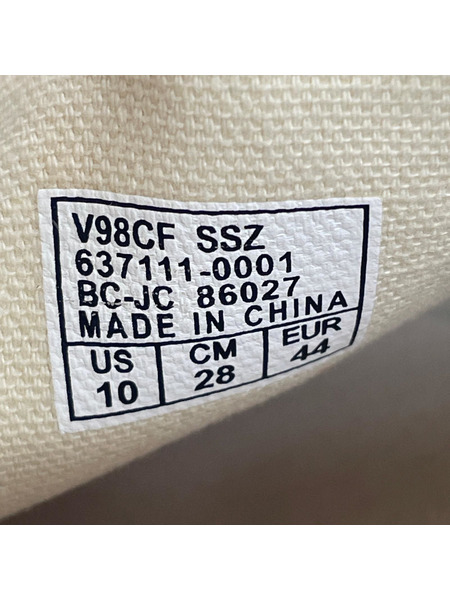 V98CF SSZ
637111-0001
BC-JC 86027
MADE IN CHINA
US CM EUR
10 28 44